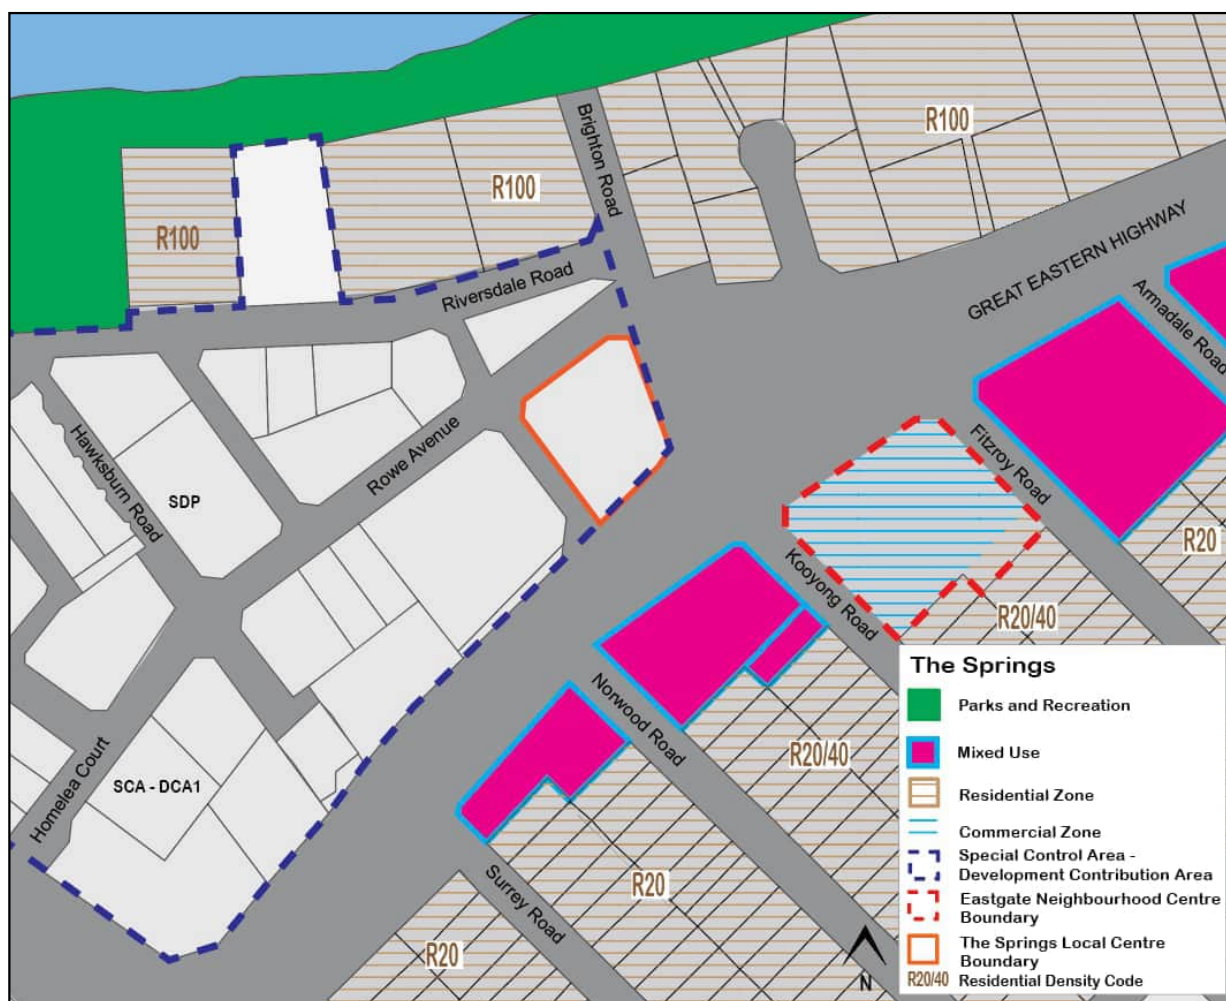 R100
Brighton Road
R100
R100
GREAT EASTERN HIGHWAY
Riversdale Road
Armadale Road
Hawksburn Road
Rowe Avenue
Fitzroy Road
SDP
R20
Kooyong Road
R20/40
Norwood Road
R20/40
Homelea Court
SCA - DCA1
Surrey Road
R20
R20
N
The Springs
Parks and Recreation
Mixed Use
Residential Zone
Commercial Zone
Special Control Area -
Development Contribution Area
Eastgate Neighbourhood Centre
Boundary
The Springs Local Centre
Boundary
R20/40 Residential Density Code